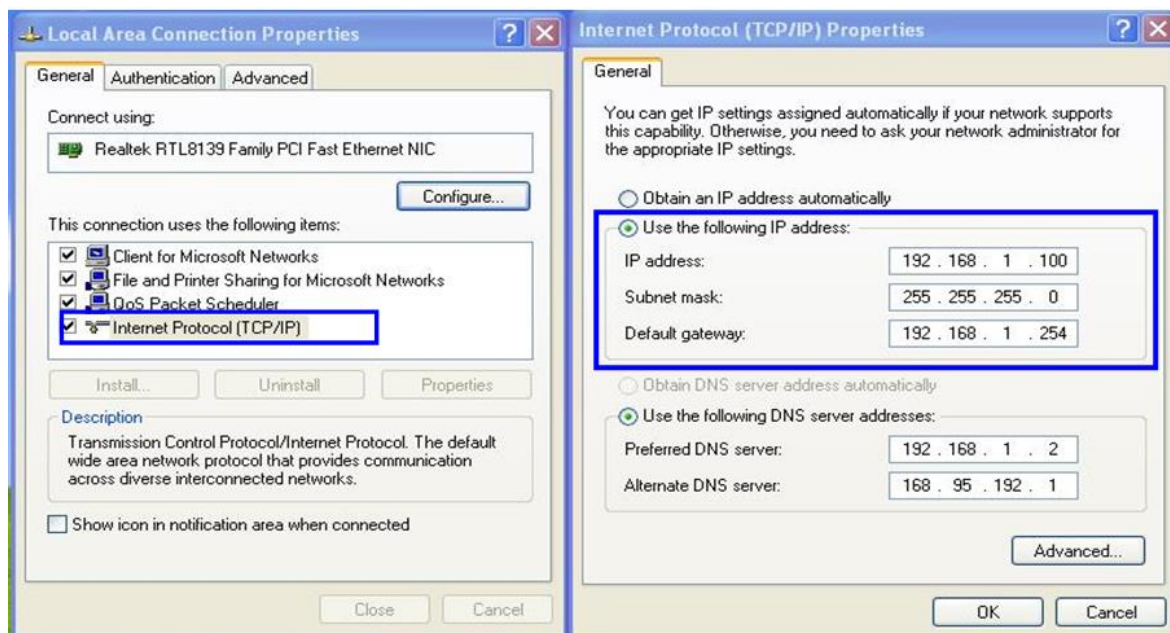 Local Area Connection Properties
General Authentication Advanced
Connect using:
Realtek RTL8139 Family PCI Fast Ethernet NIC
Configure...
This connection uses the following items:
Client for Microsoft Networks
File and Printer Sharing for Microsoft Networks
QoS Packet Scheduler
Internet Protocol (TCP/IP)
Install... Uninstall Properties
Description
Transmission Control Protocol/Internet Protocol. The default
wide area network protocol that provides communication
across diverse interconnected networks.
Show icon in notification area when connected
Close Cancel
Internet Protocol (TCP/IP) Properties
General
You can get IP settings assigned automatically if your network supports
this capability. Otherwise, you need to ask your network administrator for
the appropriate IP settings.
Obtain an IP address automatically
Use the following IP address:
IP address: 192 . 168 . 1 . 100
Subnet mask: 255 . 255 . 255 . 0
Default gateway: 192 . 168 . 1 . 254
Obtain DNS server address automatically
Use the following DNS server addresses:
Preferred DNS server: 192 . 168 . 1 . 2
Alternate DNS server: 168 . 95 . 192 . 1
Advanced...
OK Cancel